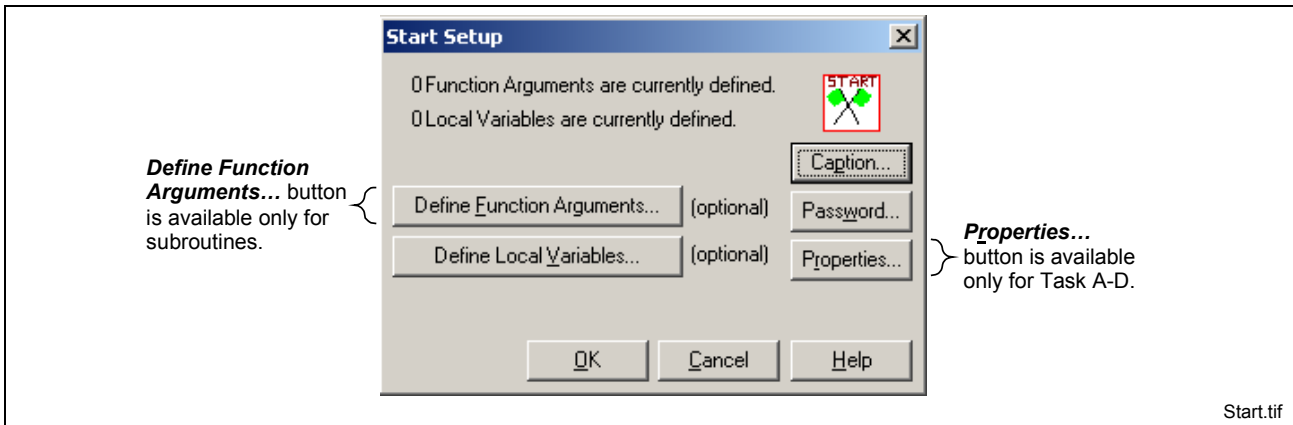 Start Setup
0 Function Arguments are currently defined.
0 Local Variables are currently defined.
START
Caption...
Define Function
Arguments… button
is available only for
subroutines.
Define Function Arguments... (optional)
Password...
Define Local Variables... (optional)
Properties...
Properties…
button is available
only for Task A-D.
OK Cancel Help
Start.tif